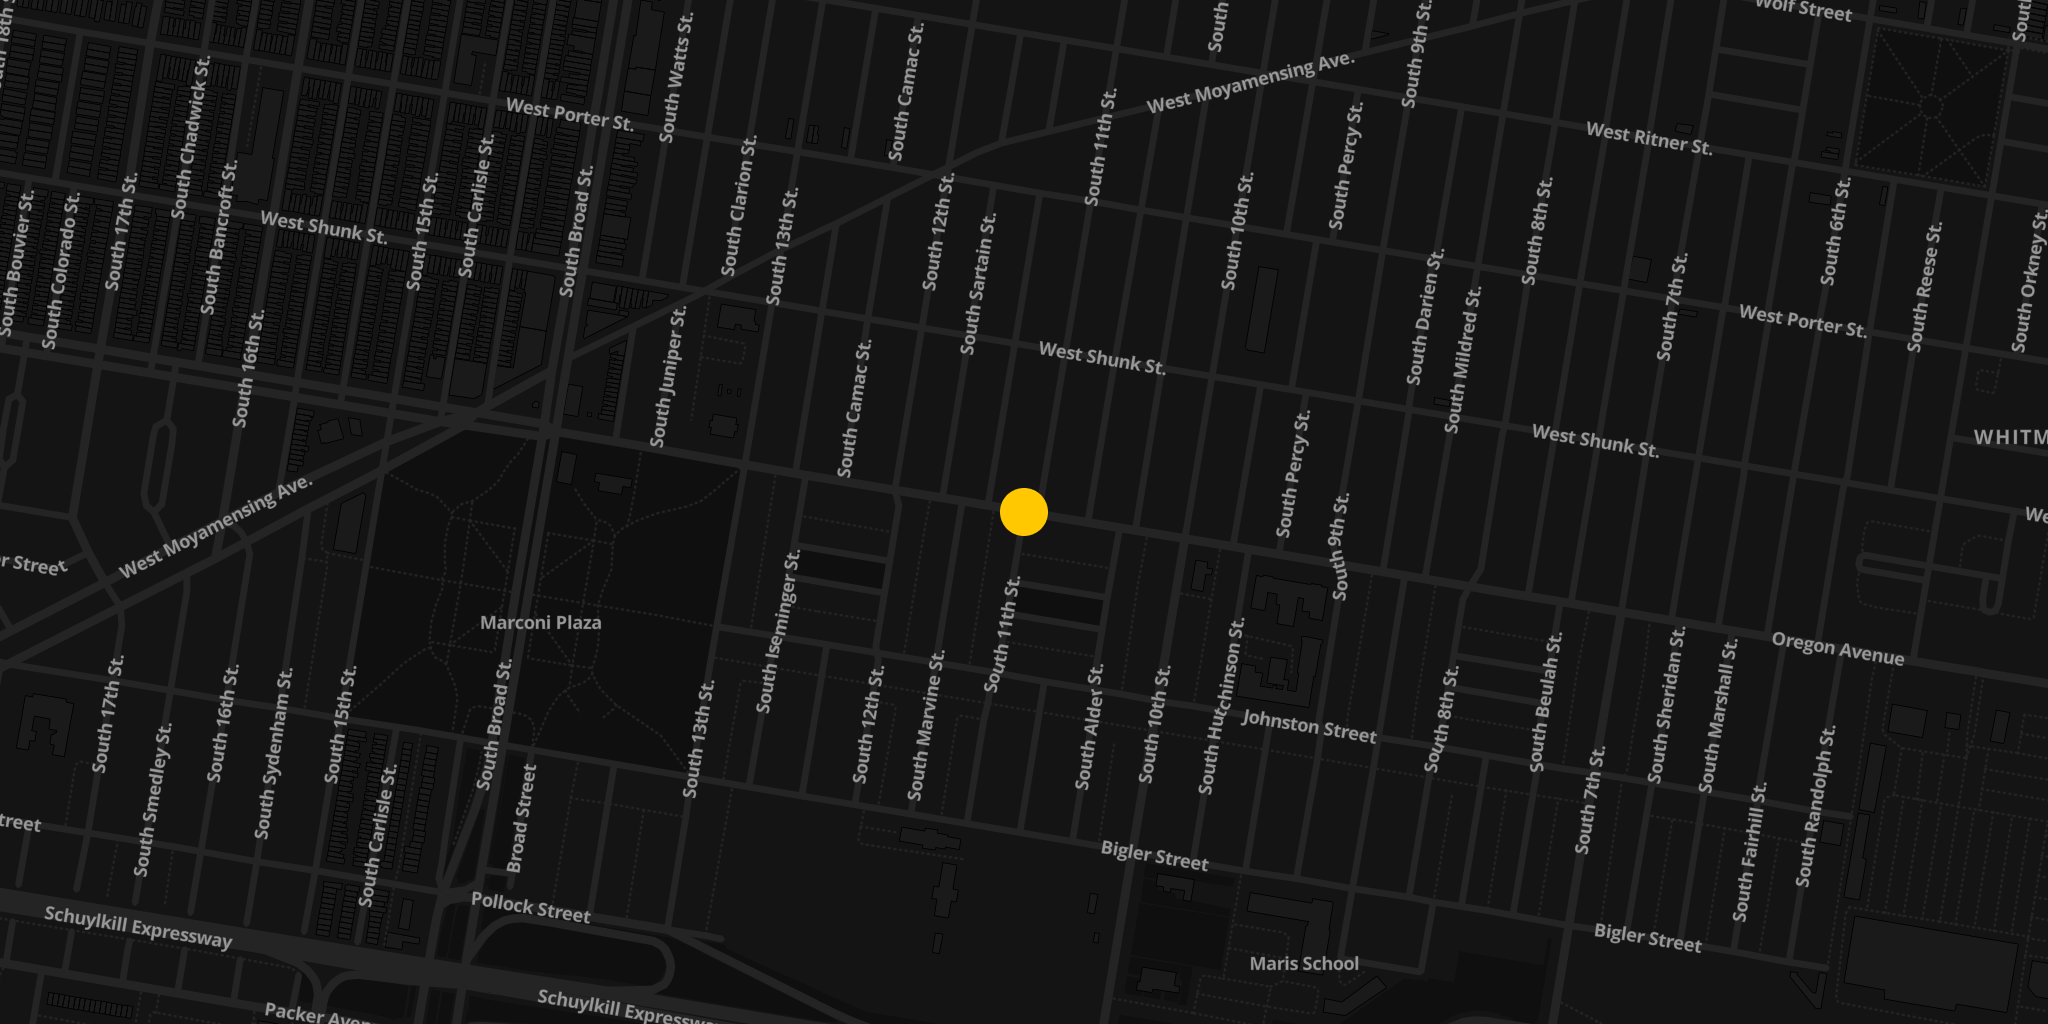 Wolf Street
South
South
South 18th S
South Watts St.
South Camac St.
South 9th St.
West Moyamensing Ave.
West Porter St.
South Chadwick St.
South 11th St.
South Percy St.
West Ritner St.
South Carlisle St.
South Clarion St.
South Bancroft St.
South 17th St.
South 15th St.
South Broad St.
South 13th St.
South 12th St.
South 10th St.
South 8th St.
South 6th St.
South Bouvier St.
South Colorado St.
West Shunk St.
South Sartain St.
South Darien St.
South 7th St.
South Reese St.
South Orkney St.
South Mildred St.
West Porter St.
South 16th St.
South Juniper St.
South Camac St.
West Shunk St.
South Percy St.
West Shunk St.
WHITM
West Moyamensing Ave.
South 9th St.
We
r Street
South Iseminger St.
South 11th St.
Marconi Plaza
South Hutchinson St.
South Beulah St.
South Sheridan St.
South Marshall St.
Oregon Avenue
South 17th St.
South 16th St.
South Sydenham St.
South 15th St.
South Broad St.
South 13th St.
South 12th St.
South Marvine St.
South Alder St.
South 10th St.
Johnston Street
South 8th St.
South 7th St.
South Smedley St.
South Carlisle St.
Broad Street
South Fairhill St.
South Randolph St.
treet
Bigler Street
Pollock Street
Schuylkill Expressway
Bigler Street
Maris School
Schuylkill Expressway
Packer Aven